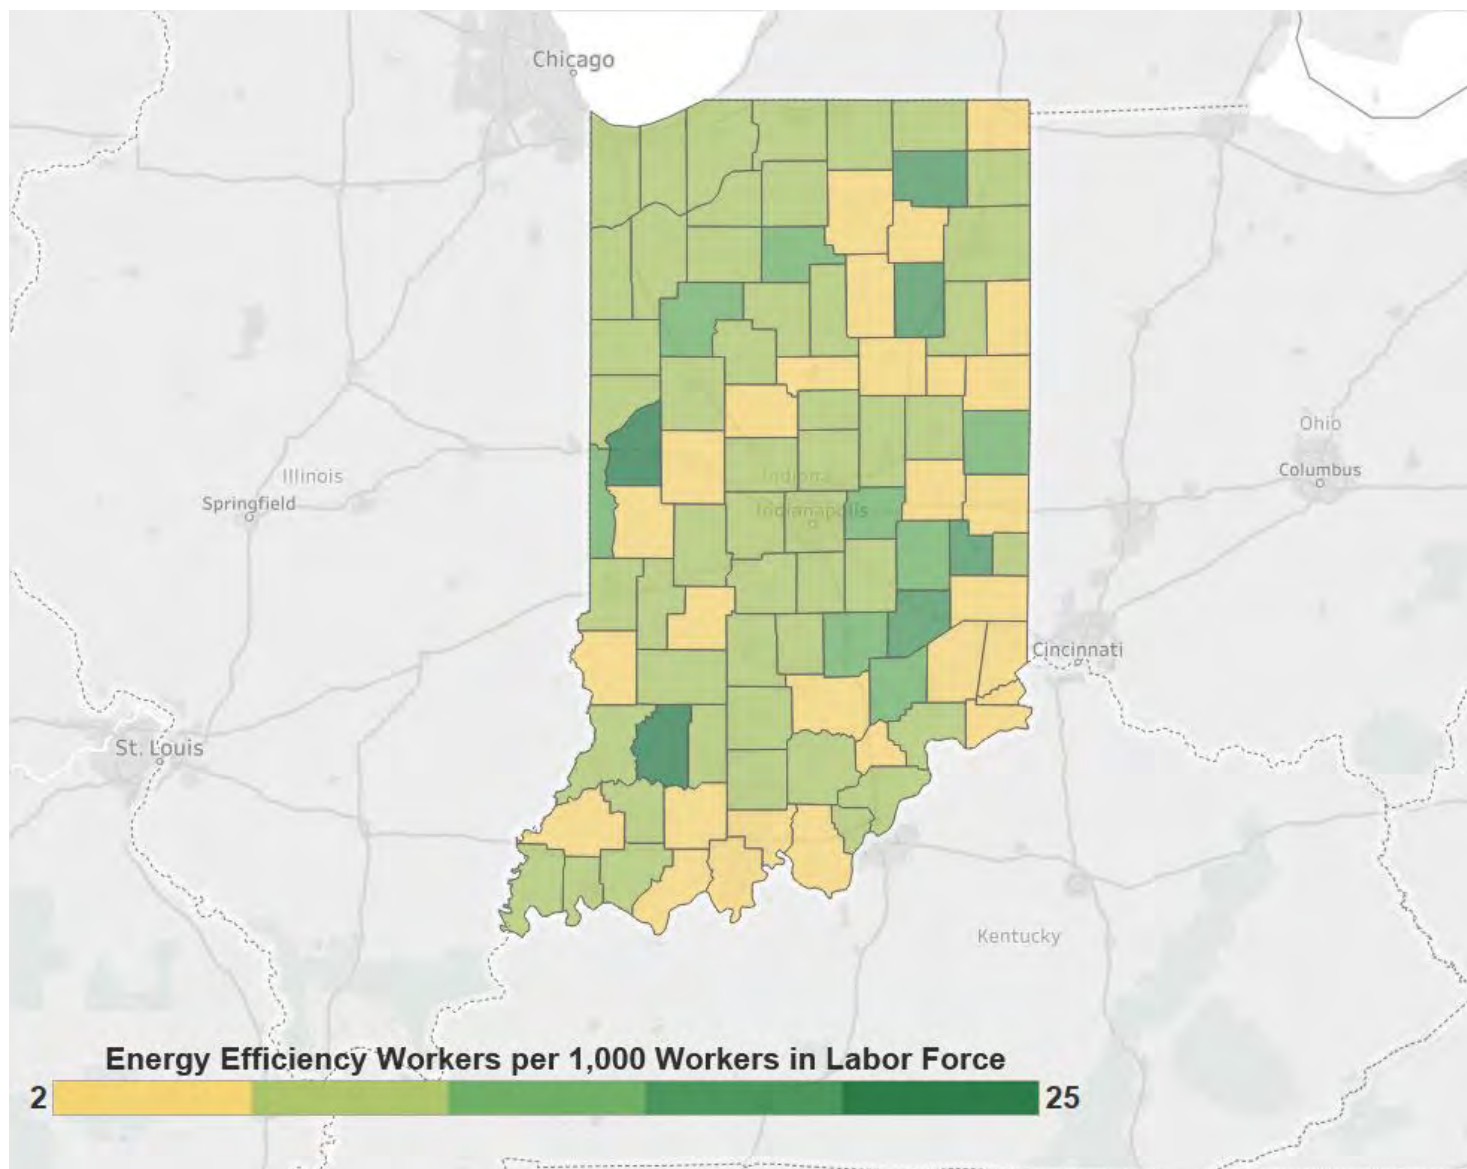 Chicago
Ohio
Columbus
Illinois
Indiana
Springfield
Indianapolis
Cincinnati
St. Louis
Kentucky
Energy Efficiency Workers per 1,000 Workers in Labor Force
2
25